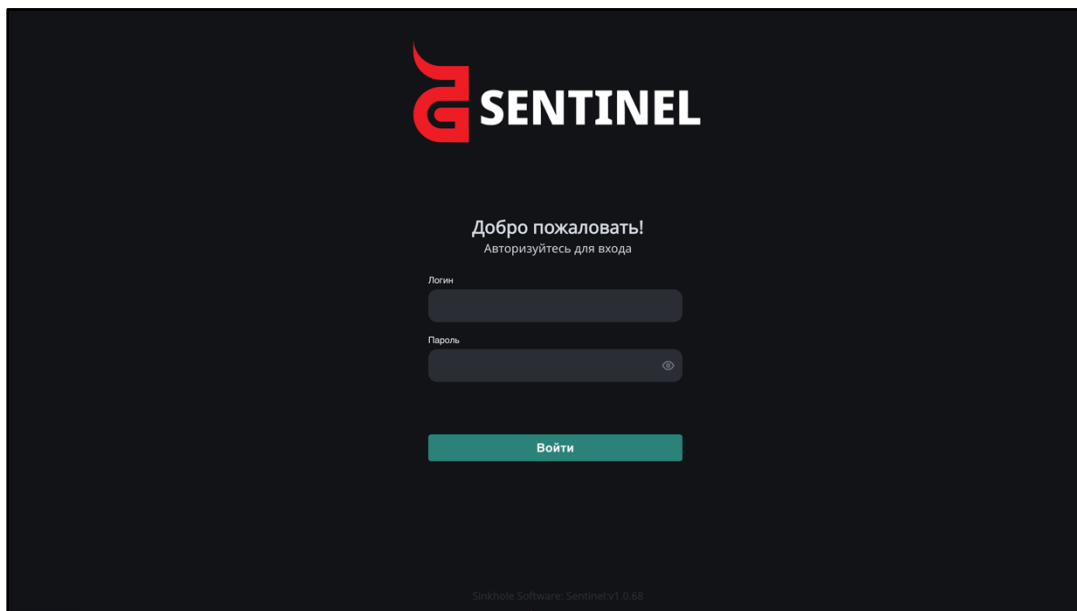 SENTINEL
Добро пожаловать!
Авторизуйтесь для входа
Логин
Пароль
Войти
Sinkhole Software: Sentinel:v1.0.68